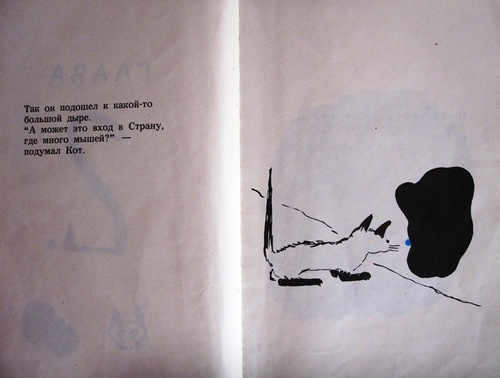 Так он подошел к какой-то
большой дыре.
"А может это вход в Страну,
где много мышей?" —
подумал Кот.